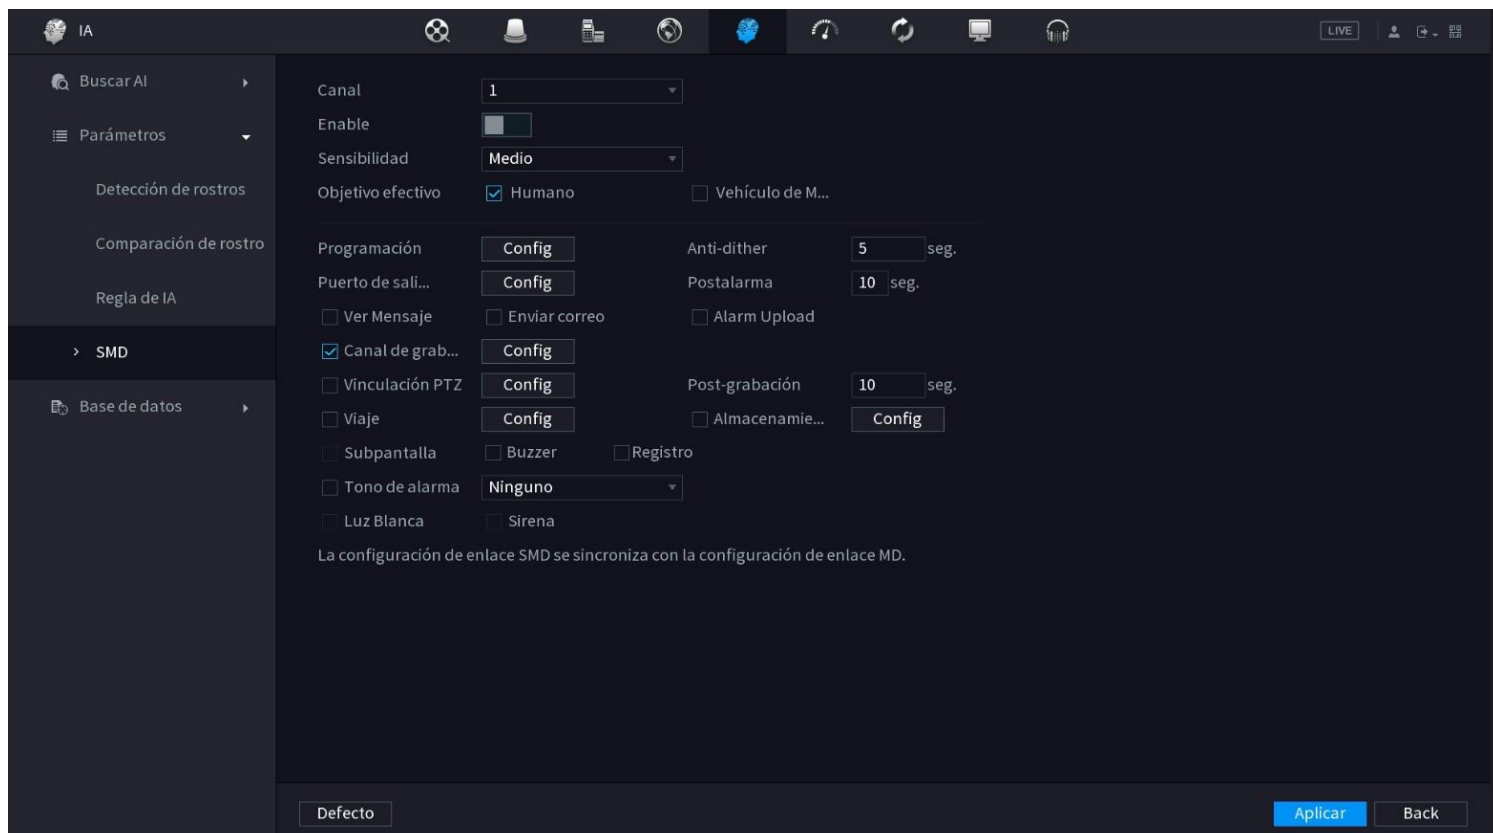 IA
LIVE
Buscar AI
Parámetros
Detección de rostros
Comparación de rostro
Regla de IA
SMD
Base de datos
Canal 1
Enable
Sensibilidad Medio
Objetivo efectivo Humano Vehículo de M...
Programación Config Anti-dither 5 seg.
Puerto de sali... Config Postalarma 10 seg.
Ver Mensaje Enviar correo Alarm Upload
Canal de grab... Config
Vinculación PTZ Config Post-grabación 10 seg.
Viaje Config Almacenamie... Config
Subpantalla Buzzer Registro
Tono de alarma Ninguno
Luz Blanca Sirena
La configuración de enlace SMD se sincroniza con la configuración de enlace MD.
Defecto Aplicar Back